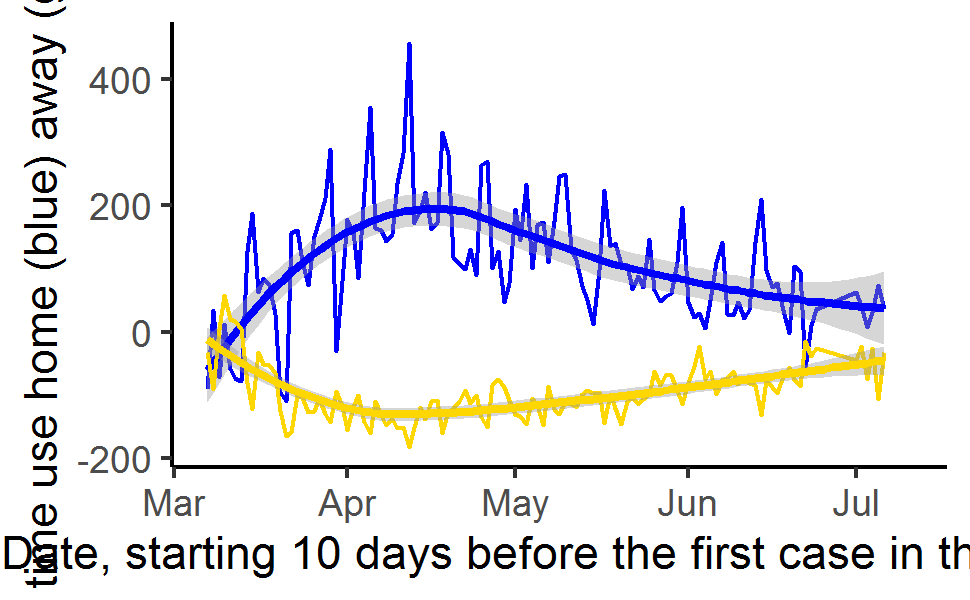 time use home (blue) away (
400
200
0
-200
Mar Apr May Jun Jul
Date, starting 10 days before the first case in th